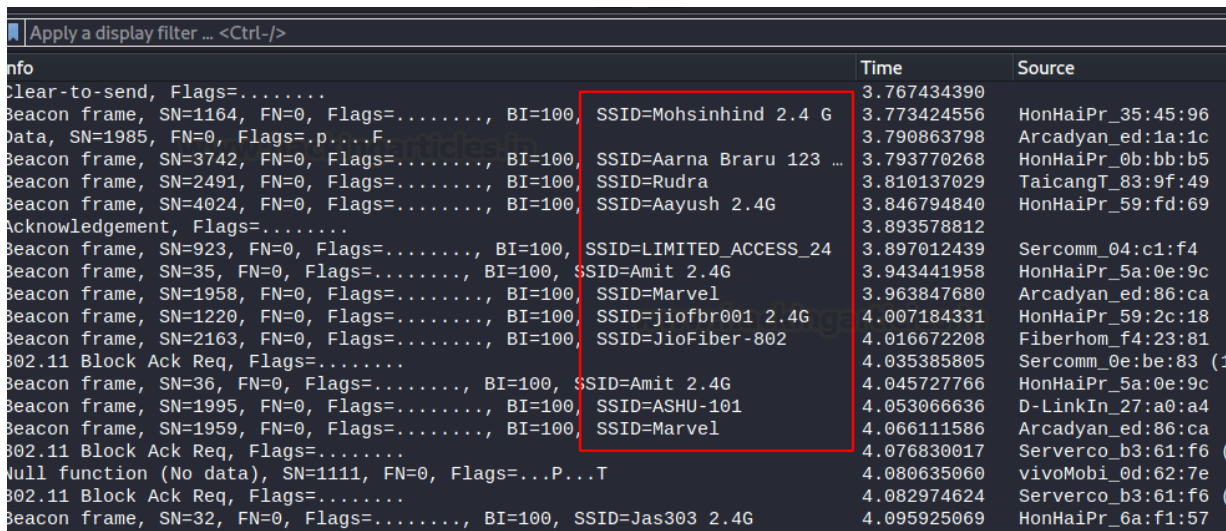 Apply a display filter ... <Ctrl-/>
nfo Time Source
Clear-to-send, Flags=........ 3.767434390
Beacon frame, SN=1164, FN=0, Flags=........, BI=100, SSID=Mohsinhind 2.4 G 3.773424556 HonHaiPr_35:45:96
Data, SN=1985, FN=0, Flags=.p....F. 3.790863798 Arcadyan_ed:1a:1c
Beacon frame, SN=3742, FN=0, Flags=........, BI=100, SSID=Aarna Braru 123 … 3.793770268 HonHaiPr_0b:bb:b5
Beacon frame, SN=2491, FN=0, Flags=........, BI=100, SSID=Rudra 3.810137029 TaicangT_83:9f:49
Beacon frame, SN=4024, FN=0, Flags=........, BI=100, SSID=Aayush 2.4G 3.846794840 HonHaiPr_59:fd:69
Acknowledgement, Flags=........ 3.893578812
Beacon frame, SN=923, FN=0, Flags=........, BI=100, SSID=LIMITED_ACCESS_24 3.897012439 Sercomm_04:c1:f4
Beacon frame, SN=35, FN=0, Flags=........, BI=100, SSID=Amit 2.4G 3.943441958 HonHaiPr_5a:0e:9c
Beacon frame, SN=1958, FN=0, Flags=........, BI=100, SSID=Marvel 3.963847680 Arcadyan_ed:86:ca
Beacon frame, SN=1220, FN=0, Flags=........, BI=100, SSID=jiofbr001 2.4G 4.007184331 HonHaiPr_59:2c:18
Beacon frame, SN=2163, FN=0, Flags=........, BI=100, SSID=JioFiber-802 4.016672208 Fiberhom_f4:23:81
802.11 Block Ack Req, Flags=........ 4.035385805 Sercomm_0e:be:83 (1
Beacon frame, SN=36, FN=0, Flags=........, BI=100, SSID=Amit 2.4G 4.045727766 HonHaiPr_5a:0e:9c
Beacon frame, SN=1995, FN=0, Flags=........, BI=100, SSID=ASHU-101 4.053066636 D-LinkIn_27:a0:a4
Beacon frame, SN=1959, FN=0, Flags=........, BI=100, SSID=Marvel 4.066111586 Arcadyan_ed:86:ca
802.11 Block Ack Req, Flags=........ 4.076830017 Serverco_b3:61:f6 (
Null function (No data), SN=1111, FN=0, Flags=...P...T 4.080635060 vivoMobi_0d:62:7e
802.11 Block Ack Req, Flags=........ 4.082974624 Serverco_b3:61:f6 (
Beacon frame, SN=32, FN=0, Flags=........, BI=100, SSID=Jas303 2.4G 4.095925069 HonHaiPr_6a:f1:57